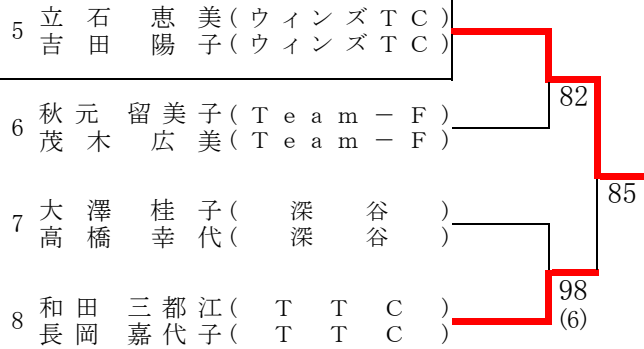 5 立石 恵美(ウィンズTC)
吉田 陽子(ウィンズTC)
82
6 秋元 留美子(Team－F)
茂木 広美(Team－F)
85
7 大澤 桂子(深谷)
高橋 幸代(深谷)
98
(6)
8 和田 三都江(TTC)
長岡 嘉代子(TTC)